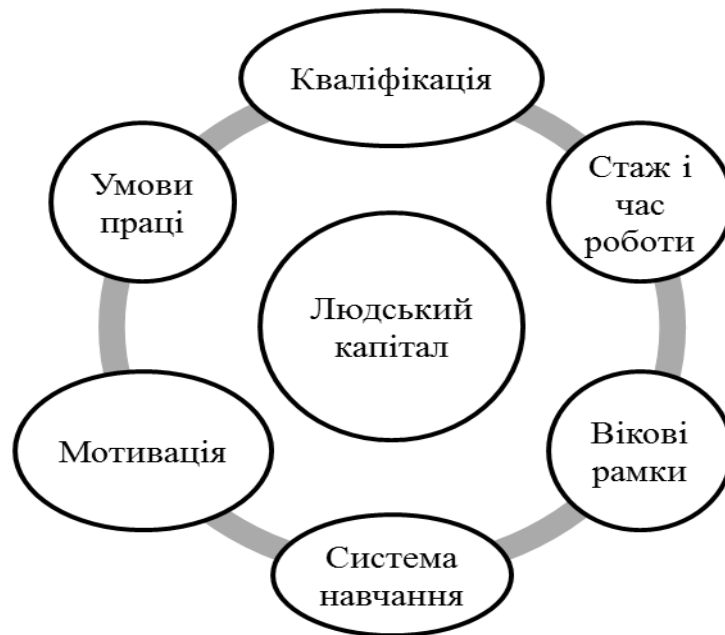 Кваліфікація
Стаж і
час
роботи
Вікові
рамки
Система
навчання
Мотивація
Умови
праці
Людський
капітал